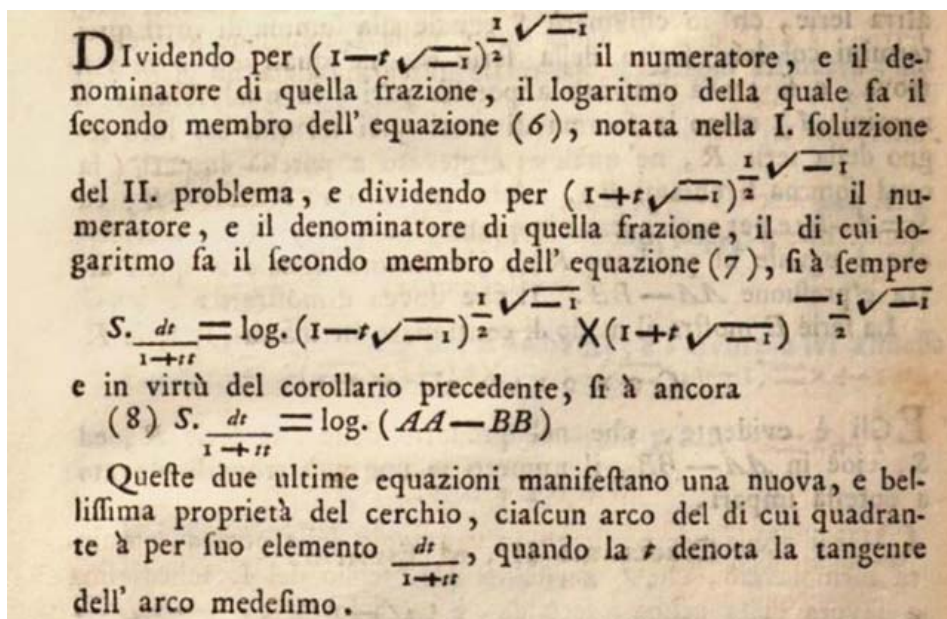 DIvidendo per (1—t√—1)^{1/2 √—1} il numeratore, e il de-
nominatore di quella frazione, il logaritmo della quale fa il
ſecondo membro dell' equazione (6), notata nella I. ſoluzione
del II. problema, e dividendo per (1+t√—1)^{1/2 √—1} il nu-
meratore, e il denominatore di quella frazione, il di cui lo-
garitmo fa il ſecondo membro dell' equazione (7), ſi à ſempre
S. dt/(1+tt) = log. (1—t√—1)^{1/2 √—1} X (1+t√—1)^{—1/2 √—1}
e in virtù del corollario precedente, ſi à ancora
(8) S. dt/(1+tt) = log. (AA—BB)
Queſte due ultime equazioni manifeſtano una nuova, e bel-
liſſima proprietà del cerchio, ciaſcun arco del di cui quadran-
te à per ſuo elemento dt/(1+tt), quando la t denota la tangente
dell' arco medeſimo.